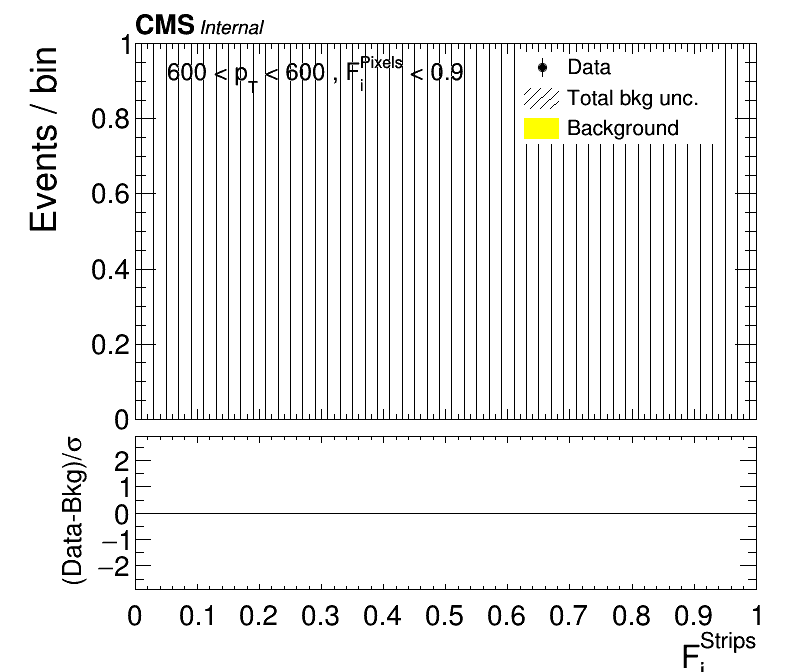 CMS Internal
Events / bin
600 < p_T < 600 , F_i^Pixels < 0.9
Data
Total bkg unc.
Background
1
0.8
0.6
0.4
0.2
0
(Data-Bkg)/σ
2
1
0
−1
−2
0 0.1 0.2 0.3 0.4 0.5 0.6 0.7 0.8 0.9 1
F_i^Strips